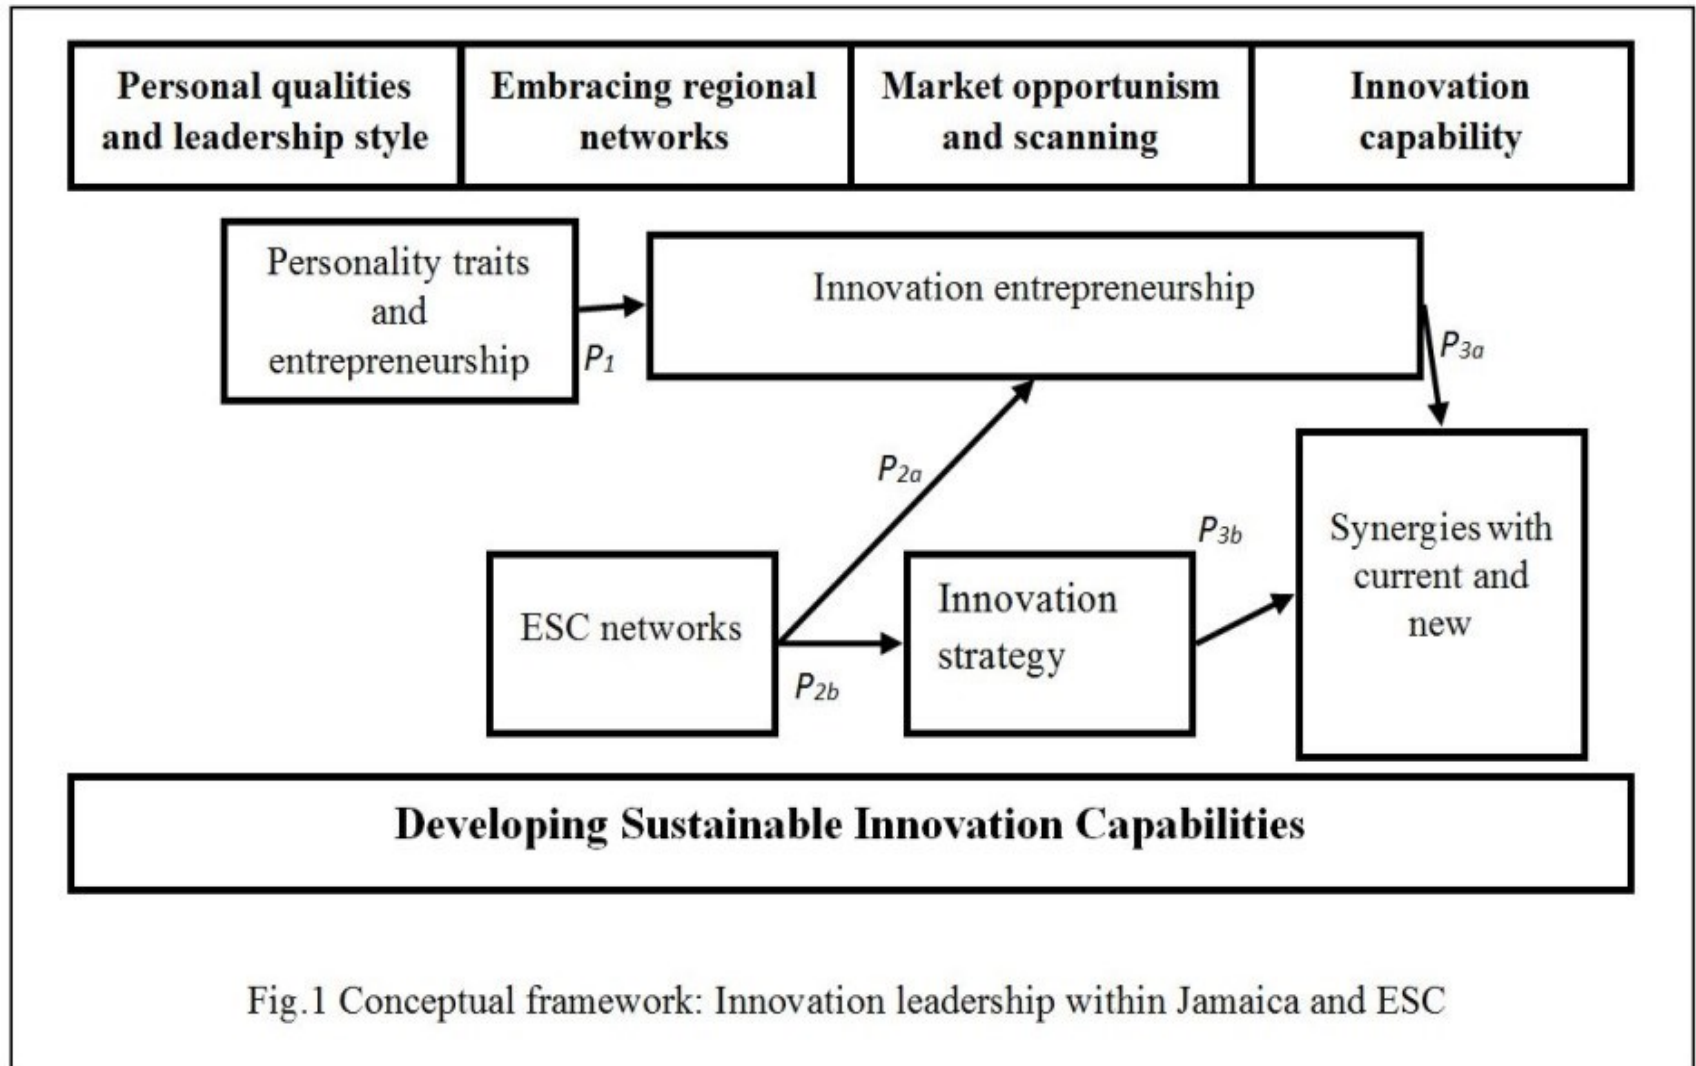 Personal qualities
and leadership style
Embracing regional
networks
Market opportunism
and scanning
Innovation
capability
Personality traits
and
entrepreneurship
P1
Innovation entrepreneurship
P3a
P2a
ESC networks
P2b
Innovation
strategy
P3b
Synergies with
current and
new
Developing Sustainable Innovation Capabilities
Fig.1 Conceptual framework: Innovation leadership within Jamaica and ESC